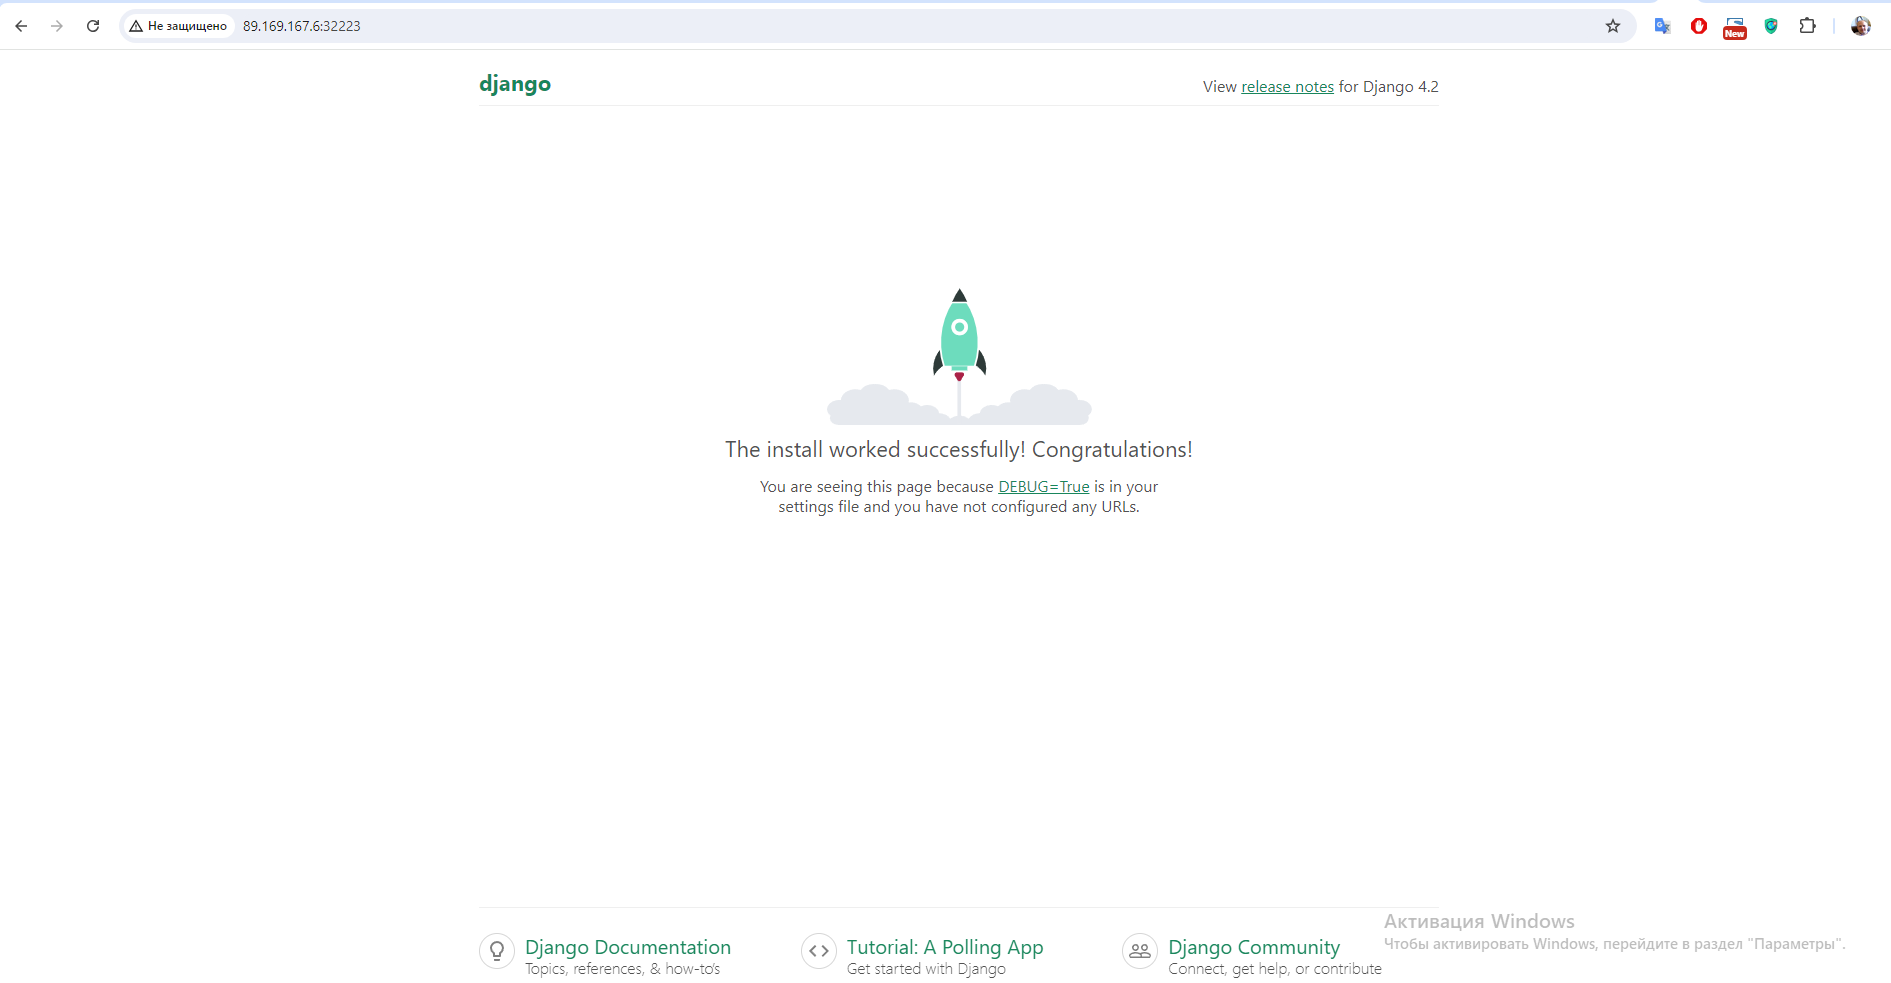 Не защищено 89.169.167.6:32223
New
django
View release notes for Django 4.2
The install worked successfully! Congratulations!
You are seeing this page because DEBUG=True is in your
settings file and you have not configured any URLs.
Активация Windows
Чтобы активировать Windows, перейдите в раздел "Параметры".
Django Documentation
Topics, references, & how-to’s
Tutorial: A Polling App
Get started with Django
Django Community
Connect, get help, or contribute